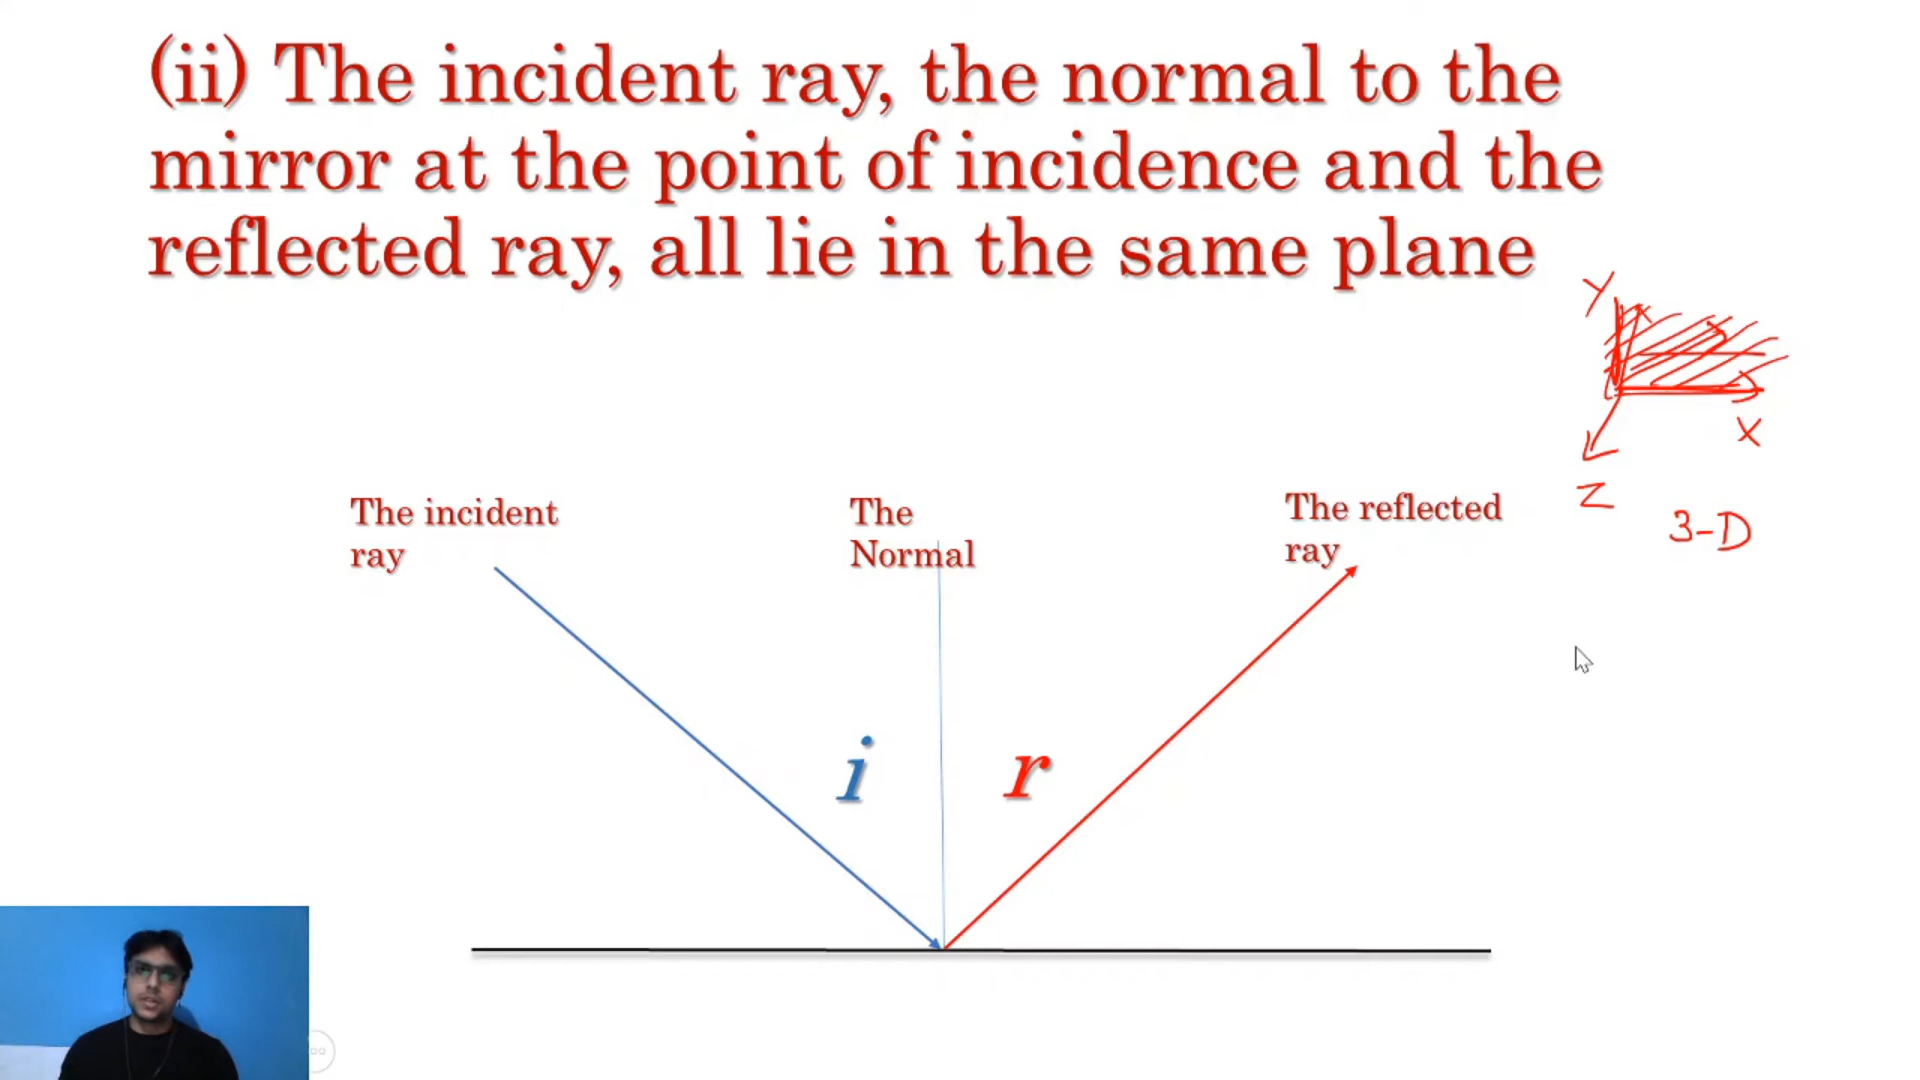 (ii) The incident ray, the normal to the
mirror at the point of incidence and the
reflected ray, all lie in the same plane
Y
X
Z
3-D
The incident
ray
The
Normal
The reflected
ray
i
r